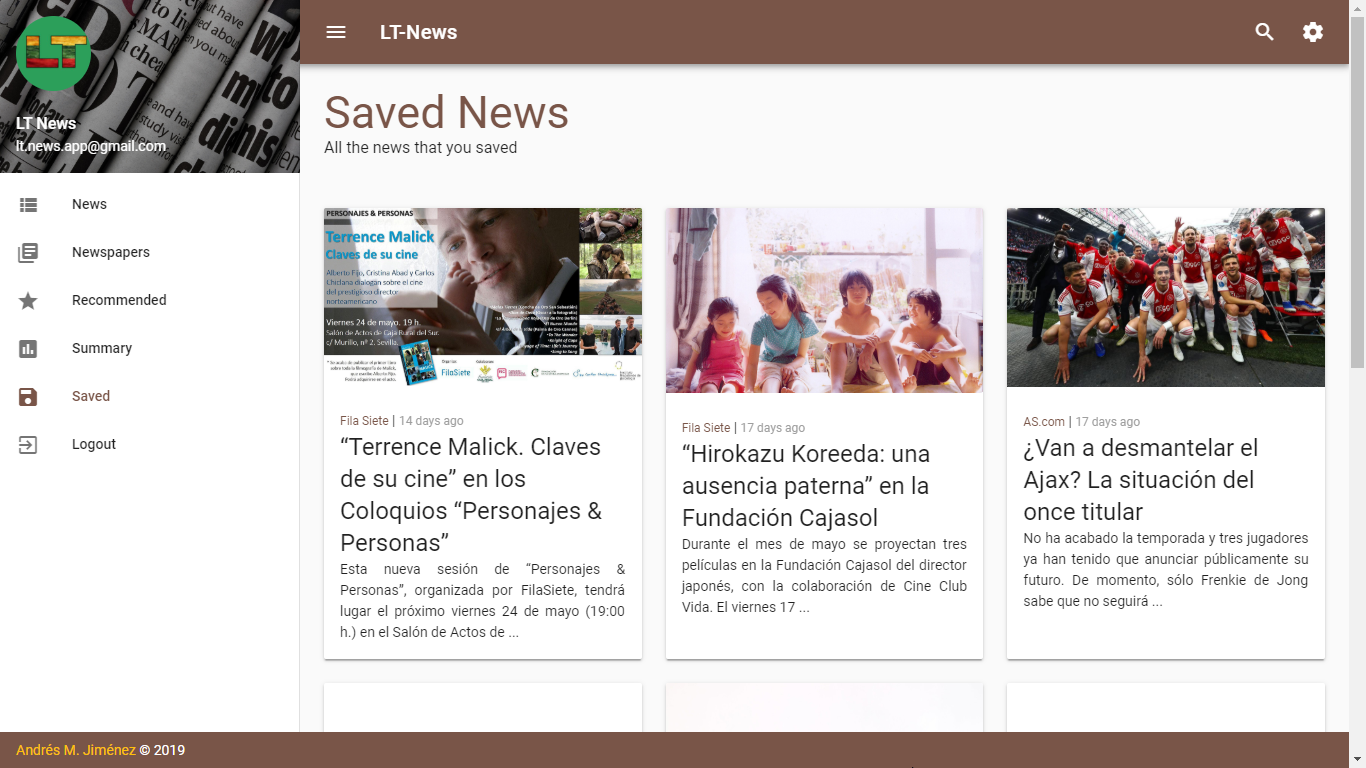 LT
LT News
lt.news.app@gmail.com
News
Newspapers
Recommended
Summary
Saved
Logout
LT-News
Saved News
All the news that you saved
PERSONAJES & PERSONAS
Terrence Malick
Claves de su cine
Alberto Fijo, Cristina Abad y Carlos
Chiclana dialogan sobre el cine
del prestigioso director
norteamericano
Viernes 24 de mayo. 19 h.
Salón de Actos de Caja Rural del Sur.
c/ Murillo, nº 2. Sevilla.
FilaSiete
Fila Siete | 14 days ago
“Terrence Malick. Claves
de su cine” en los
Coloquios “Personajes &
Personas”
Esta nueva sesión de “Personajes &
Personas”, organizada por FilaSiete, tendrá
lugar el próximo viernes 24 de mayo (19:00
h.) en el Salón de Actos de ...
Fila Siete | 17 days ago
“Hirokazu Koreeda: una
ausencia paterna” en la
Fundación Cajasol
Durante el mes de mayo se proyectan tres
películas en la Fundación Cajasol del director
japonés, con la colaboración de Cine Club
Vida. El viernes 17 ...
AS.com | 17 days ago
¿Van a desmantelar el
Ajax? La situación del
once titular
No ha acabado la temporada y tres jugadores
ya han tenido que anunciar públicamente su
futuro. De momento, sólo Frenkie de Jong
sabe que no seguirá ...
Andrés M. Jiménez © 2019